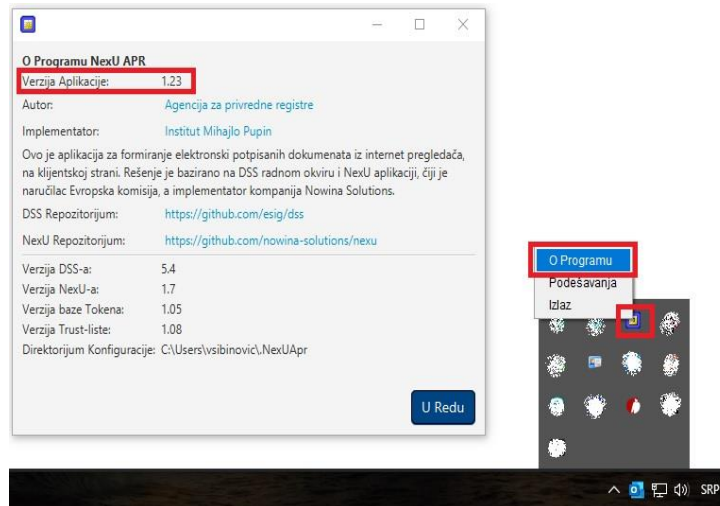 O Programu NexU APR
Verzija Aplikacije: 1.23
Autor: Agencija za privredne registre
Implementator: Institut Mihajlo Pupin
Ovo je aplikacija za formiranje elektronski potpisanih dokumenata iz internet pregledača,
na klijentskoj strani. Rešenje je bazirano na DSS radnom okviru i NexU aplikaciji, čiji je
naručilac Evropska komisija, a implementator kompanija Nowina Solutions.
DSS Repozitorijum: https://github.com/esig/dss
NexU Repozitorijum: https://github.com/nowina-solutions/nexu
Verzija DSS-a: 5.4
Verzija NexU-a: 1.7
Verzija baze Tokena: 1.05
Verzija Trust-liste: 1.08
Direktorijum Konfiguracije: C:\Users\vsibinovic\.NexUApr
U Redu
O Programu
Podešavanja
Izlaz
SRP